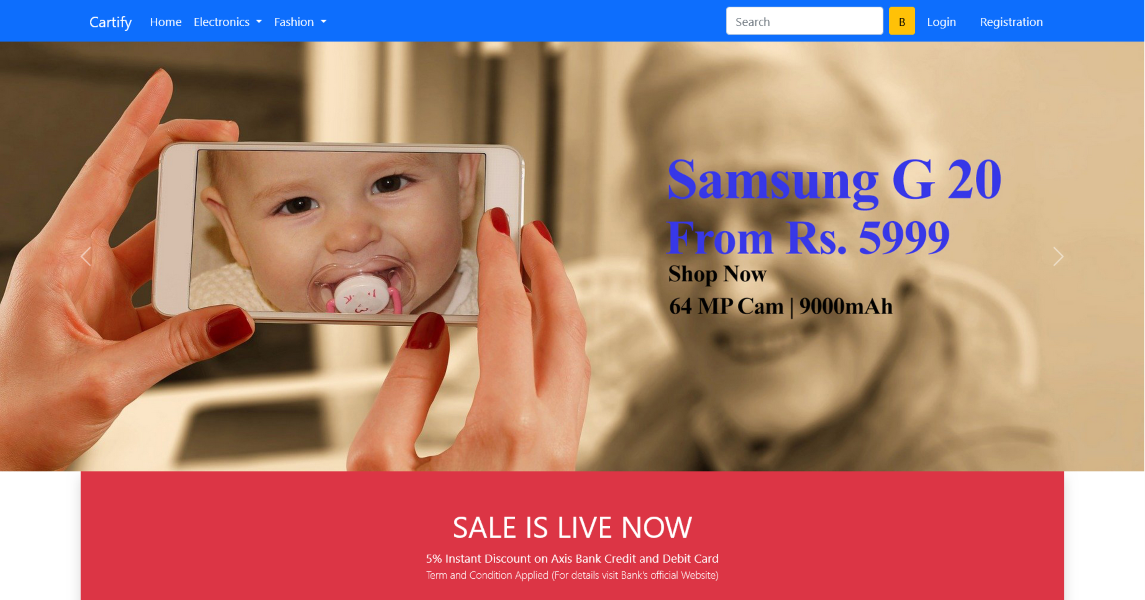 Cartify Home Electronics Fashion Search B Login Registration
Samsung G 20
From Rs. 5999
Shop Now
64 MP Cam | 9000mAh
SALE IS LIVE NOW
5% Instant Discount on Axis Bank Credit and Debit Card
Term and Condition Applied (For details visit Bank's official Website)